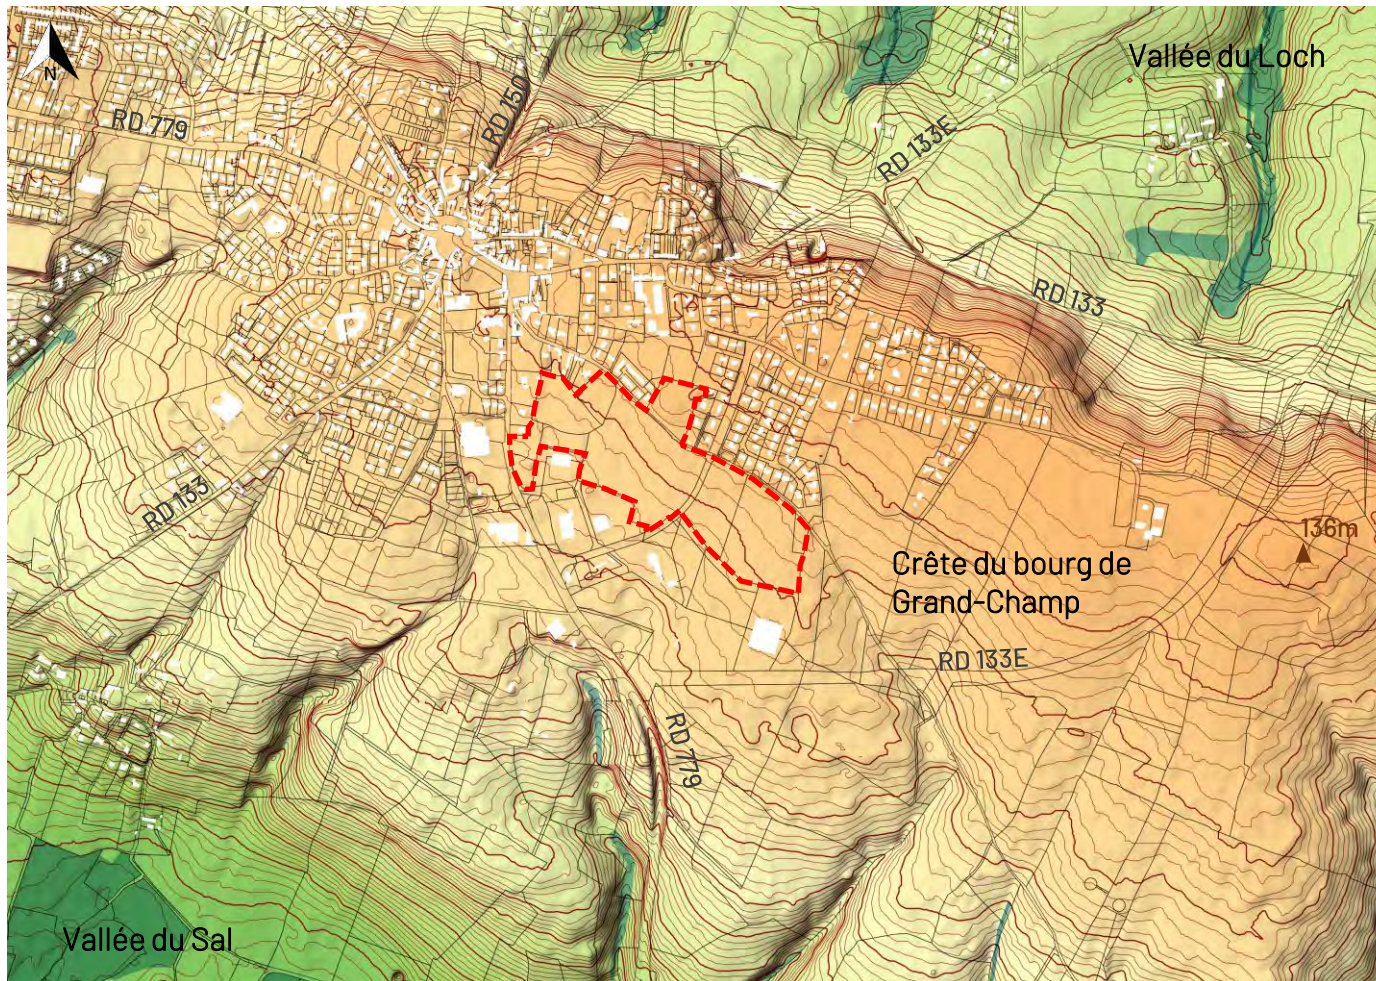 N
Vallée du Loch
RD 779
RD 150
RD 133E
RD 133
RD 133
136m
Crête du bourg de
Grand-Champ
RD 133E
RD 779
Vallée du Sal